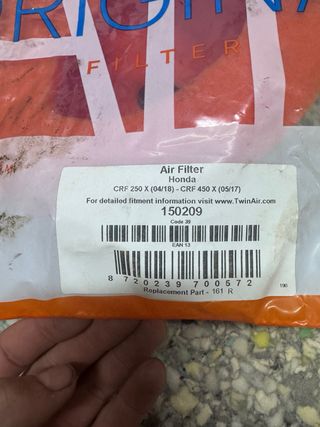 ORIGINA
FILTER
Air Filter
Honda
CRF 250 X (04/18) - CRF 450 X (05/17)
For detailed fitment information visit www.TwinAir.com
150209
Code 39
EAN 13
8 720239 700572
Replacement Part - 161 R